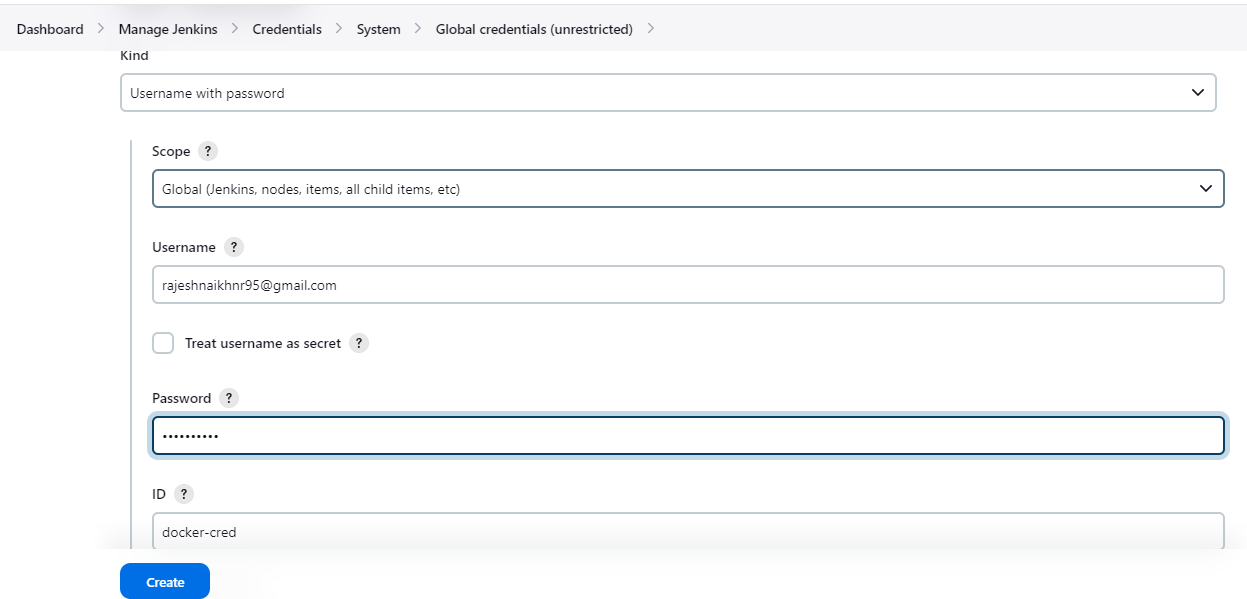 Dashboard > Manage Jenkins > Credentials > System > Global credentials (unrestricted) >
Kind
Username with password
Scope ?
Global (Jenkins, nodes, items, all child items, etc)
Username ?
rajeshnaikhnr95@gmail.com
Treat username as secret ?
Password ?
••••••••••
ID ?
docker-cred
Create